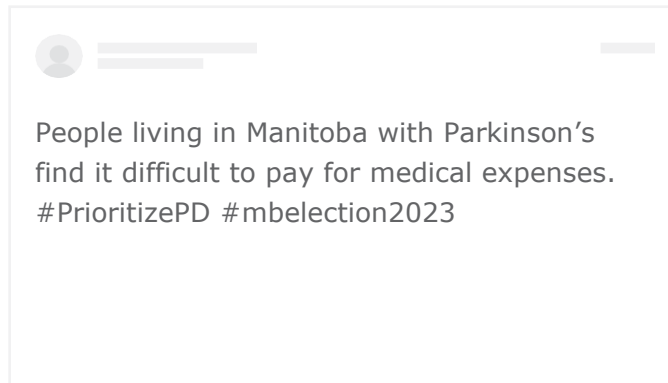 People living in Manitoba with Parkinson’s
find it difficult to pay for medical expenses.
#PrioritizePD #mbelection2023